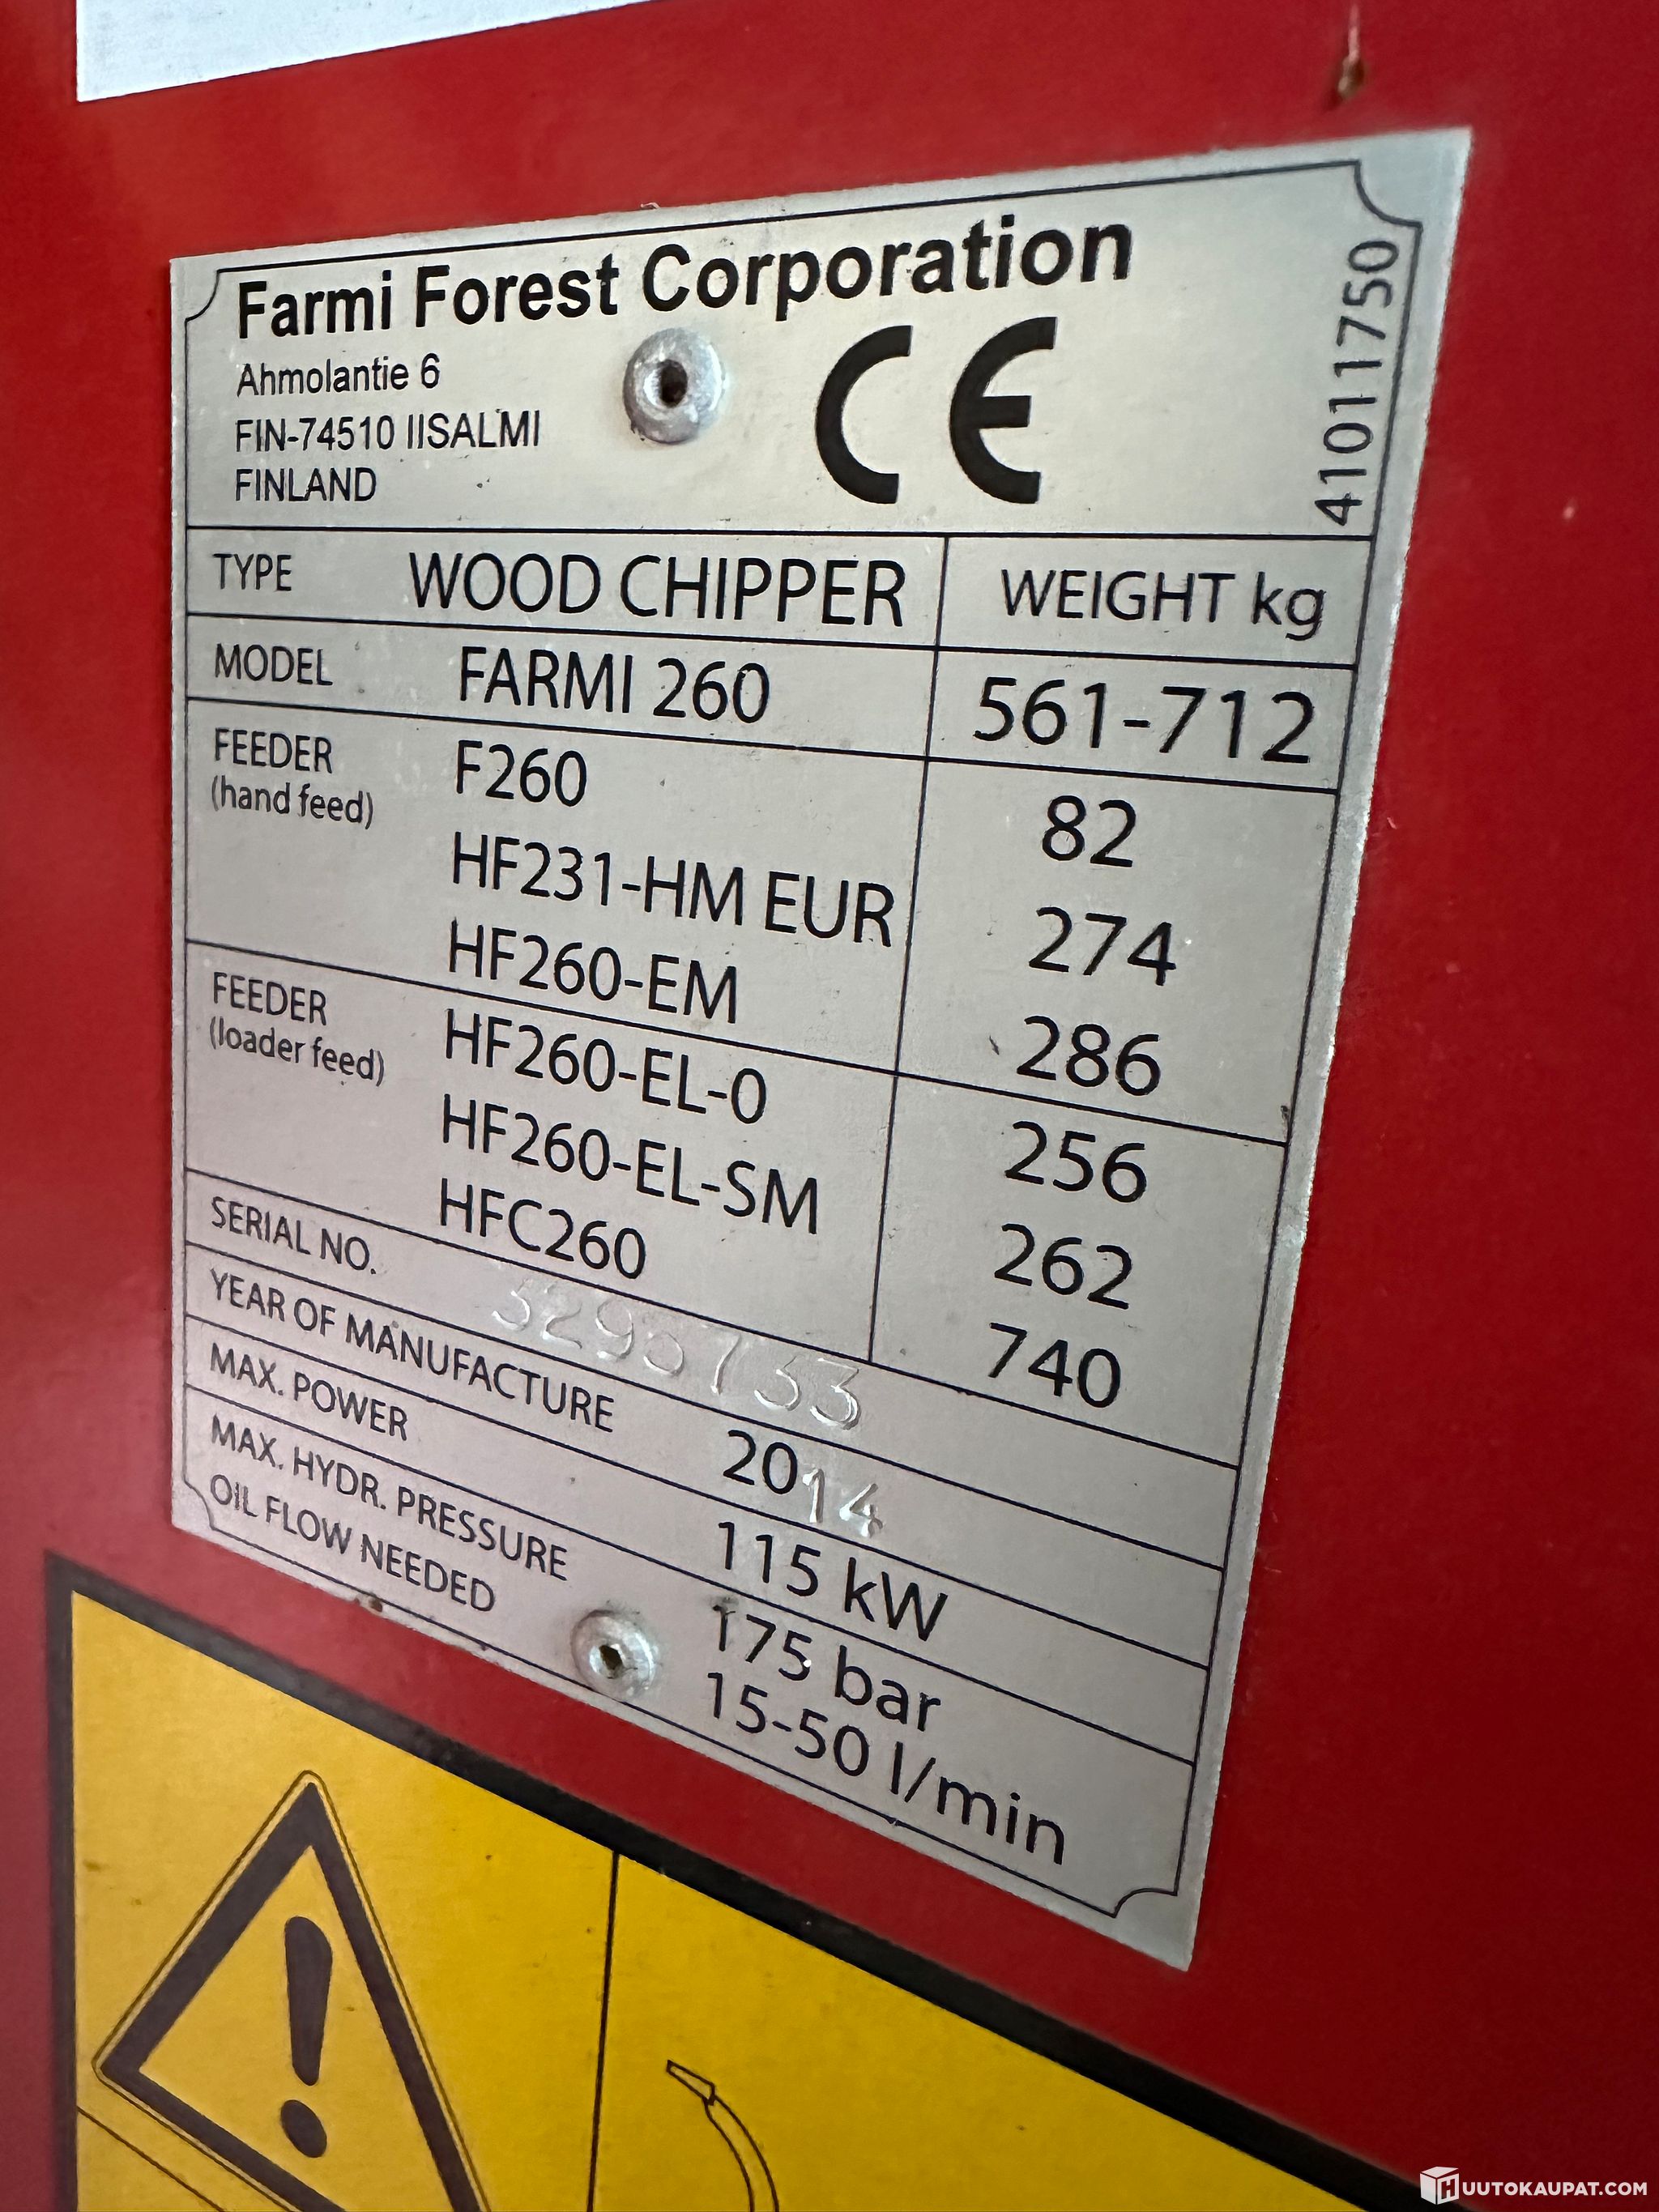 Farmi Forest Corporation
Ahmolantie 6
FIN-74510 IISALMI
FINLAND
CE
41011750
TYPE WOOD CHIPPER WEIGHT kg
MODEL FARMI 260 561-712
FEEDER F260 82
(hand feed)
HF231-HM EUR 274
HF260-EM 286
FEEDER HF260-EL-0 256
(loader feed)
HF260-EL-SM 262
HFC260 740
SERIAL NO.
YEAR OF MANUFACTURE 2014
MAX. POWER 115 kW
MAX. HYDR. PRESSURE 175 bar
OIL FLOW NEEDED 15-50 l/min
HUUTOKAUPAT.COM